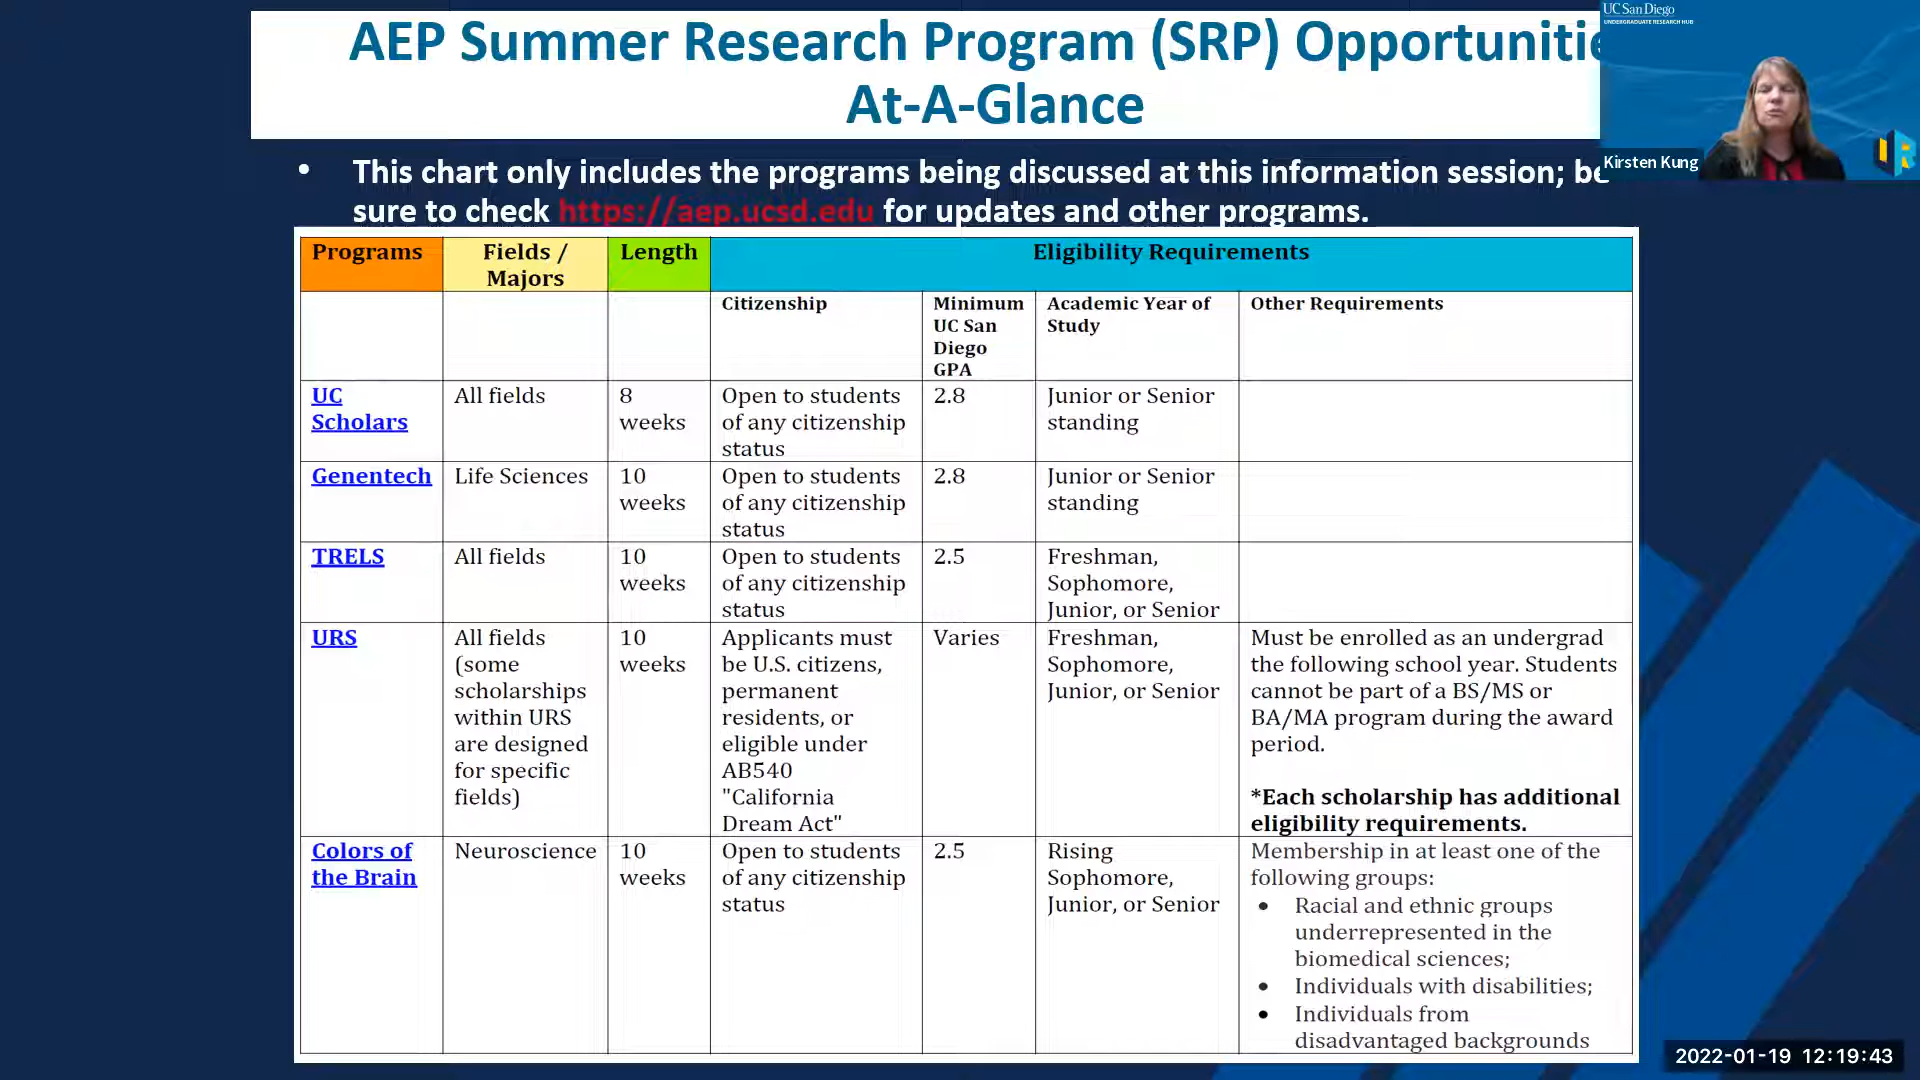 AEP Summer Research Program (SRP) Opportunitie
At-A-Glance
UC San Diego
UNDERGRADUATE RESEARCH HUB
Kirsten Kung
• This chart only includes the programs being discussed at this information session; be
sure to check https://aep.ucsd.edu for updates and other programs.
Programs
Fields /
Majors
Length
Eligibility Requirements
Citizenship
Minimum
UC San
Diego
GPA
Academic Year of
Study
Other Requirements
UC
Scholars
All fields
8
weeks
Open to students
of any citizenship
status
2.8
Junior or Senior
standing
Genentech
Life Sciences
10
weeks
Open to students
of any citizenship
status
2.8
Junior or Senior
standing
TRELS
All fields
10
weeks
Open to students
of any citizenship
status
2.5
Freshman,
Sophomore,
Junior, or Senior
URS
All fields
(some
scholarships
within URS
are designed
for specific
fields)
10
weeks
Applicants must
be U.S. citizens,
permanent
residents, or
eligible under
AB540
"California
Dream Act"
Varies
Freshman,
Sophomore,
Junior, or Senior
Must be enrolled as an undergrad
the following school year. Students
cannot be part of a BS/MS or
BA/MA program during the award
period.
*Each scholarship has additional
eligibility requirements.
Colors of
the Brain
Neuroscience
10
weeks
Open to students
of any citizenship
status
2.5
Rising
Sophomore,
Junior, or Senior
Membership in at least one of the
following groups:
• Racial and ethnic groups
underrepresented in the
biomedical sciences;
• Individuals with disabilities;
• Individuals from
disadvantaged backgrounds
2022-01-19 12:19:43